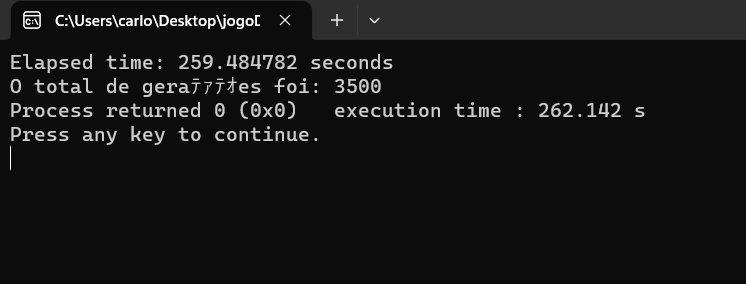 C:\Users\carlo\Desktop\jogoD
Elapsed time: 259.484782 seconds
O total de geraﾃｧﾃｵes foi: 3500
Process returned 0 (0x0)   execution time : 262.142 s
Press any key to continue.